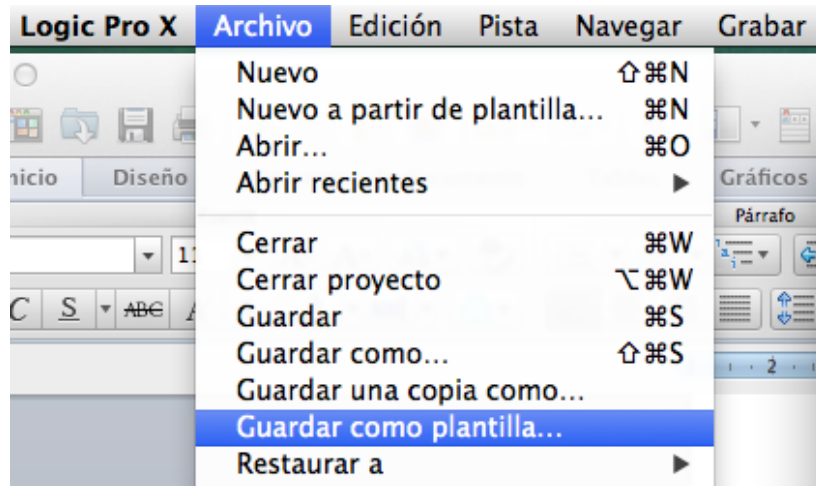 Logic Pro X Archivo Edición Pista Navegar Grabar
Nuevo ⇧⌘N
Nuevo a partir de plantilla... ⌘N
Abrir... ⌘O
Abrir recientes ▶
Diseño
Gráficos
Párrafo
Cerrar ⌘W
Cerrar proyecto ⌥⌘W
Guardar ⌘S
Guardar como... ⇧⌘S
Guardar una copia como...
Guardar como plantilla...
Restaurar a ▶
S ABC
2